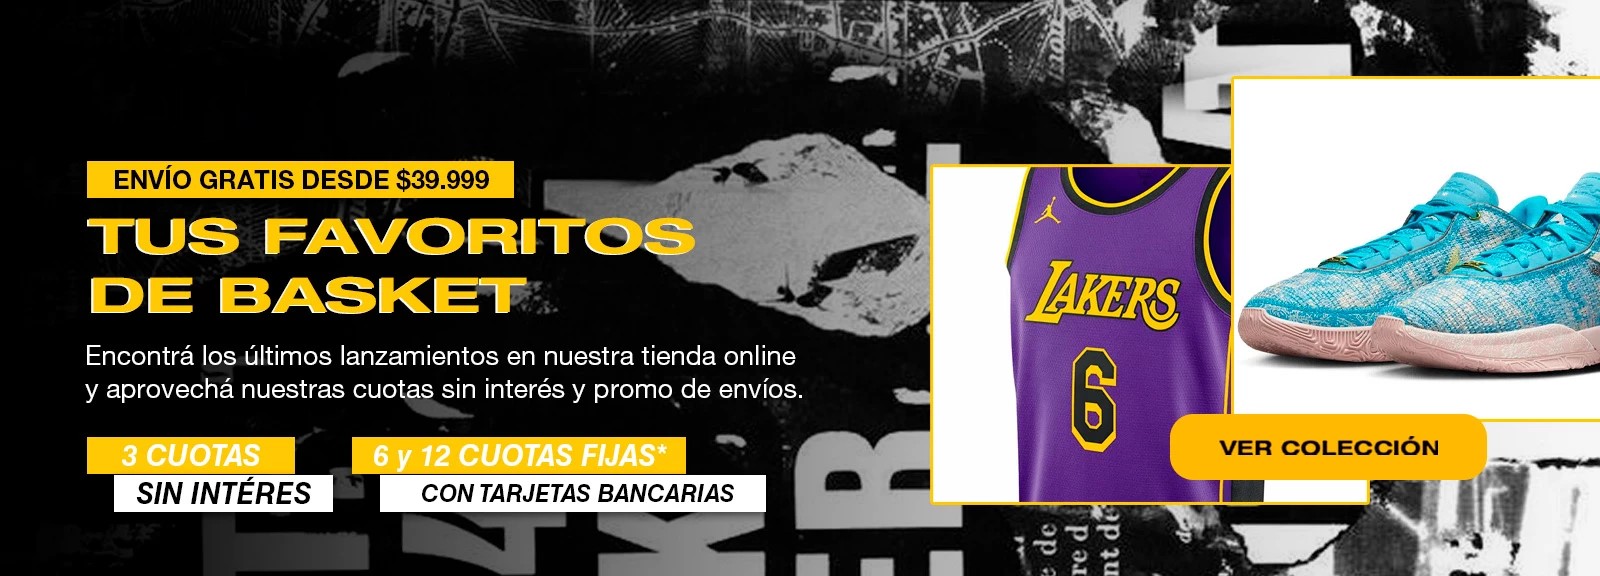 ENVÍO GRATIS DESDE $39.999
TUS FAVORITOS
DE BASKET
Encontrá los últimos lanzamientos en nuestra tienda online
y aprovechá nuestras cuotas sin interés y promo de envíos.
3 CUOTAS
SIN INTÉRES
6 y 12 CUOTAS FIJAS*
CON TARJETAS BANCARIAS
LAKERS
6
VER COLECCIÓN